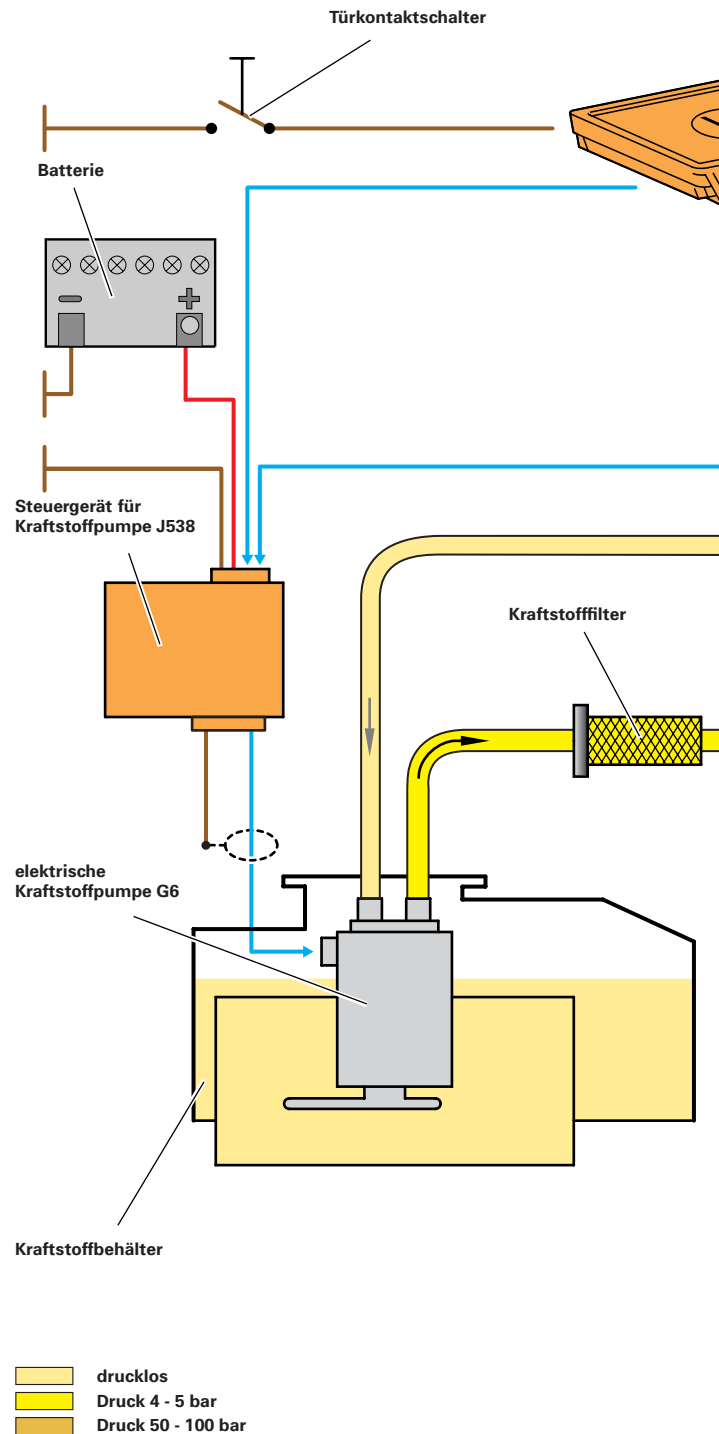 Türkontaktschalter
Batterie
Steuergerät für
Kraftstoffpumpe J538
Kraftstofffilter
elektrische
Kraftstoffpumpe G6
Kraftstoffbehälter
drucklos
Druck 4 - 5 bar
Druck 50 - 100 bar